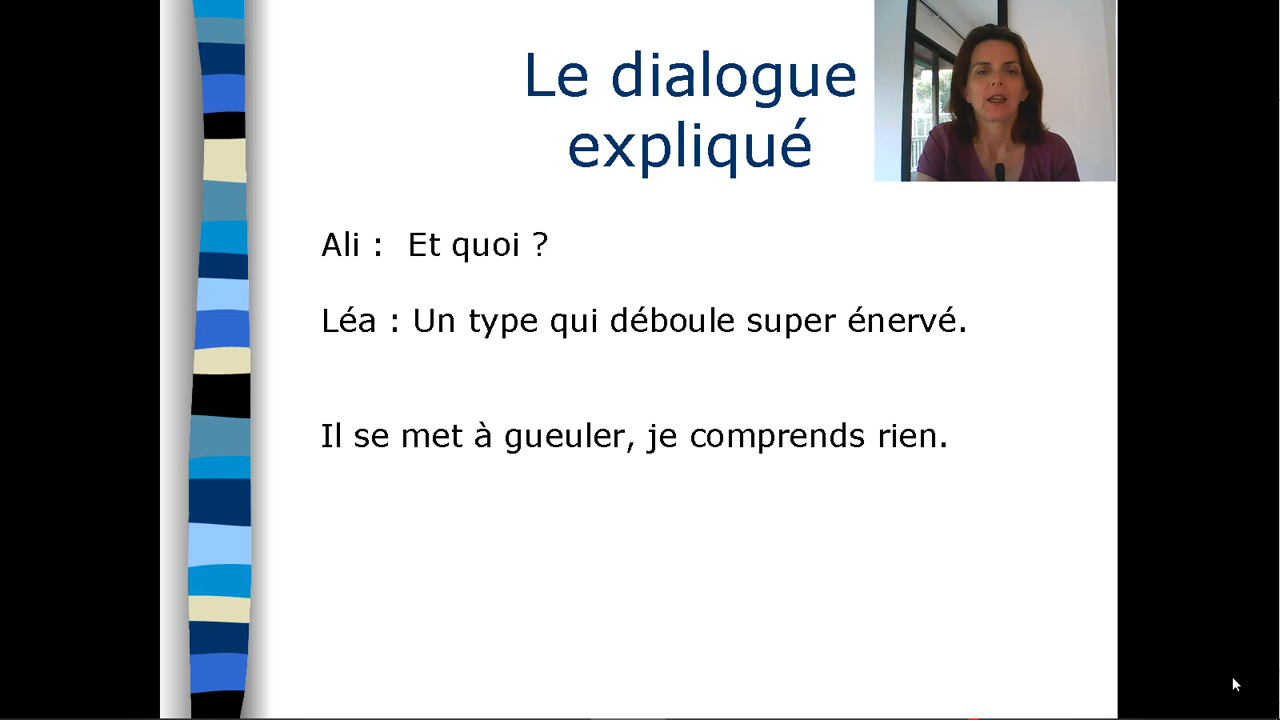 Le dialogue
expliqué
Ali :  Et quoi ?
Léa : Un type qui déboule super énervé.
Il se met à gueuler, je comprends rien.